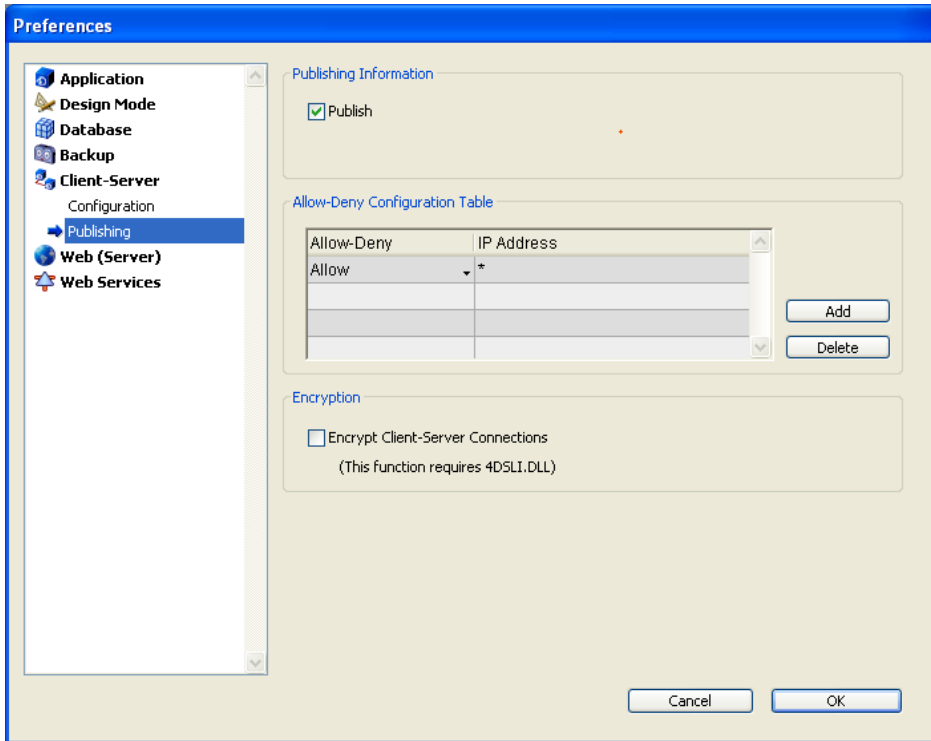 Preferences
Application
Design Mode
Database
Backup
Client-Server
Configuration
Publishing
Web (Server)
Web Services
Publishing Information
Publish
Allow-Deny Configuration Table
Allow-Deny IP Address
Allow *
Add
Delete
Encryption
Encrypt Client-Server Connections
(This function requires 4DSLI.DLL)
Cancel OK